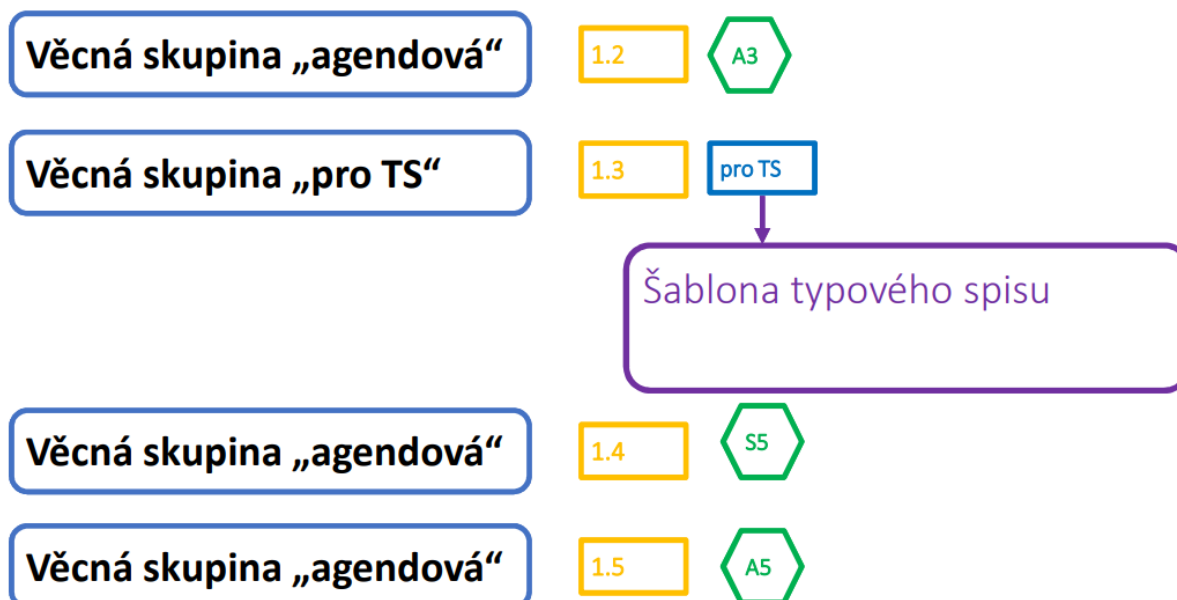 Věcná skupina „agendová“ 1.2 A3
Věcná skupina „pro TS“ 1.3 pro TS
Šablona typového spisu
Věcná skupina „agendová“ 1.4 S5
Věcná skupina „agendová“ 1.5 A5